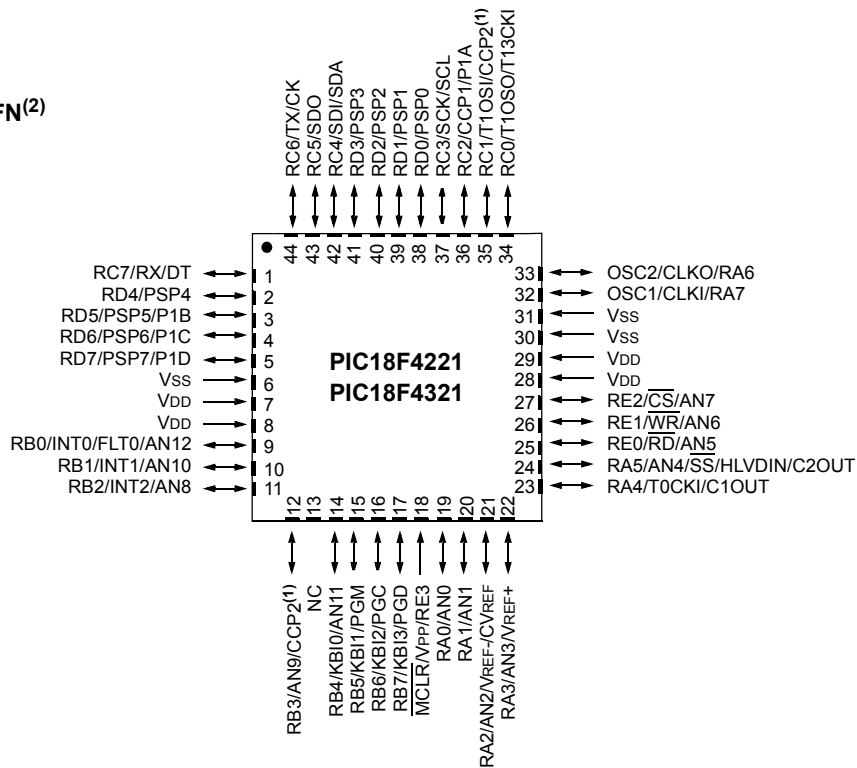 FN(2)
RC6/TX/CK
RC5/SDO
RC4/SDI/SDA
RD3/PSP3
RD2/PSP2
RD1/PSP1
RD0/PSP0
RC3/SCK/SCL
RC2/CCP1/P1A
RC1/T1OSI/CCP2(1)
RC0/T1OSO/T13CKI
44
43
42
41
40
39
38
37
36
35
34
RC7/RX/DT 1
RD4/PSP4 2
RD5/PSP5/P1B 3
RD6/PSP6/P1C 4
RD7/PSP7/P1D 5
VSS 6
VDD 7
VDD 8
RB0/INT0/FLT0/AN12 9
RB1/INT1/AN10 10
RB2/INT2/AN8 11
PIC18F4221
PIC18F4321
33 OSC2/CLKO/RA6
32 OSC1/CLKI/RA7
31 VSS
30 VSS
29 VDD
28 VDD
27 RE2/CS/AN7
26 RE1/WR/AN6
25 RE0/RD/AN5
24 RA5/AN4/SS/HLVDIN/C2OUT
23 RA4/T0CKI/C1OUT
12
13
14
15
16
17
18
19
20
21
22
RB3/AN9/CCP2(1)
NC
RB4/KBI0/AN11
RB5/KBI1/PGM
RB6/KBI2/PGC
RB7/KBI3/PGD
MCLR/VPP/RE3
RA0/AN0
RA1/AN1
RA2/AN2/VREF-/CVREF
RA3/AN3/VREF+